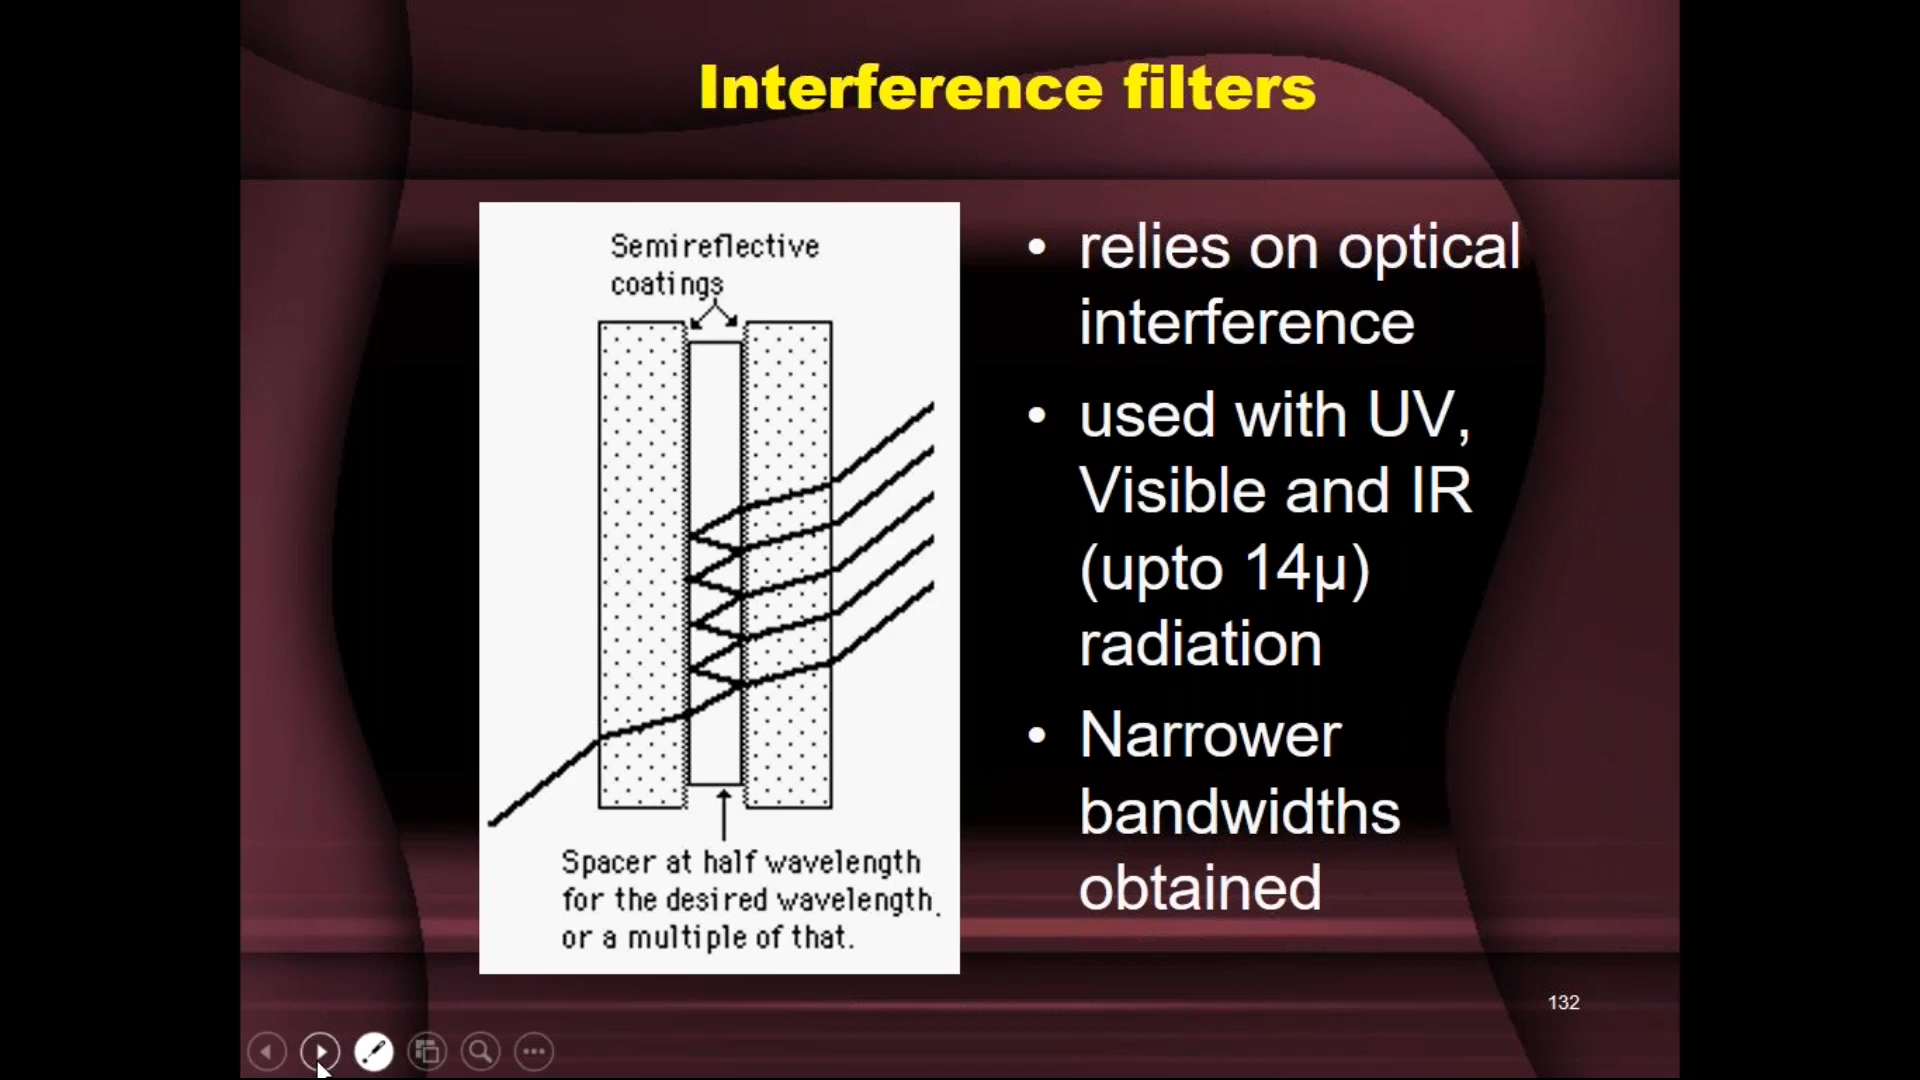 Interference filters
Semireflective
coatings
Spacer at half wavelength
for the desired wavelength.
or a multiple of that.
• relies on optical
interference
• used with UV,
Visible and IR
(upto 14µ)
radiation
• Narrower
bandwidths
obtained
132